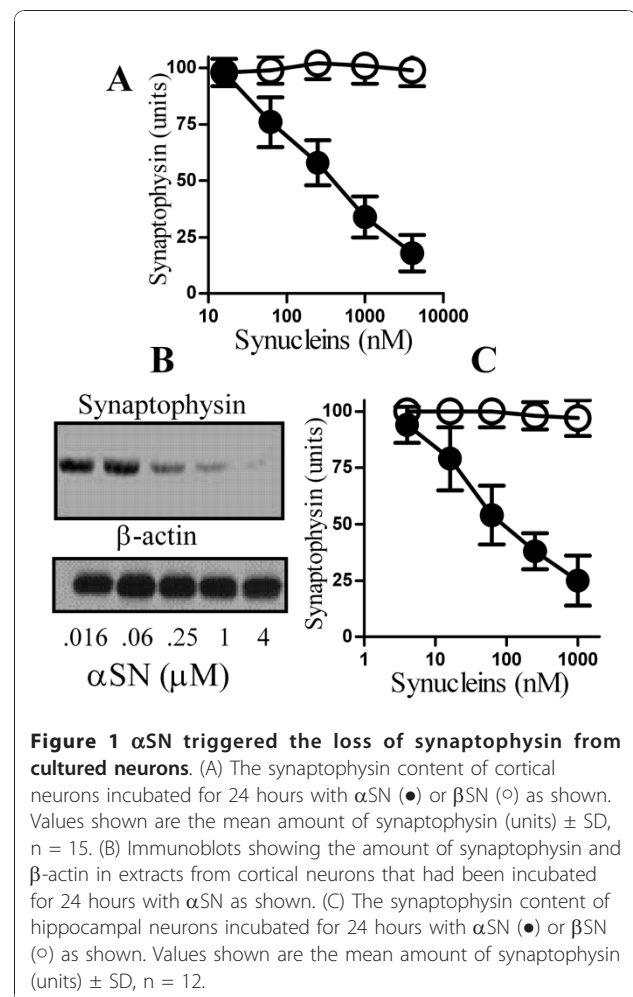 A
Synaptophysin (units)
100
75
50
25
0
10 100 1000 10000
Synucleins (nM)
B
Synaptophysin
β-actin
.016 .06 .25 1 4
αSN (μM)
C
Synaptophysin (units)
100
75
50
25
0
1 10 100 1000
Synucleins (nM)
Figure 1 αSN triggered the loss of synaptophysin from
cultured neurons. (A) The synaptophysin content of cortical
neurons incubated for 24 hours with αSN (●) or βSN (○) as shown.
Values shown are the mean amount of synaptophysin (units) ± SD,
n = 15. (B) Immunoblots showing the amount of synaptophysin and
β-actin in extracts from cortical neurons that had been incubated
for 24 hours with αSN as shown. (C) The synaptophysin content of
hippocampal neurons incubated for 24 hours with αSN (●) or βSN
(○) as shown. Values shown are the mean amount of synaptophysin
(units) ± SD, n = 12.